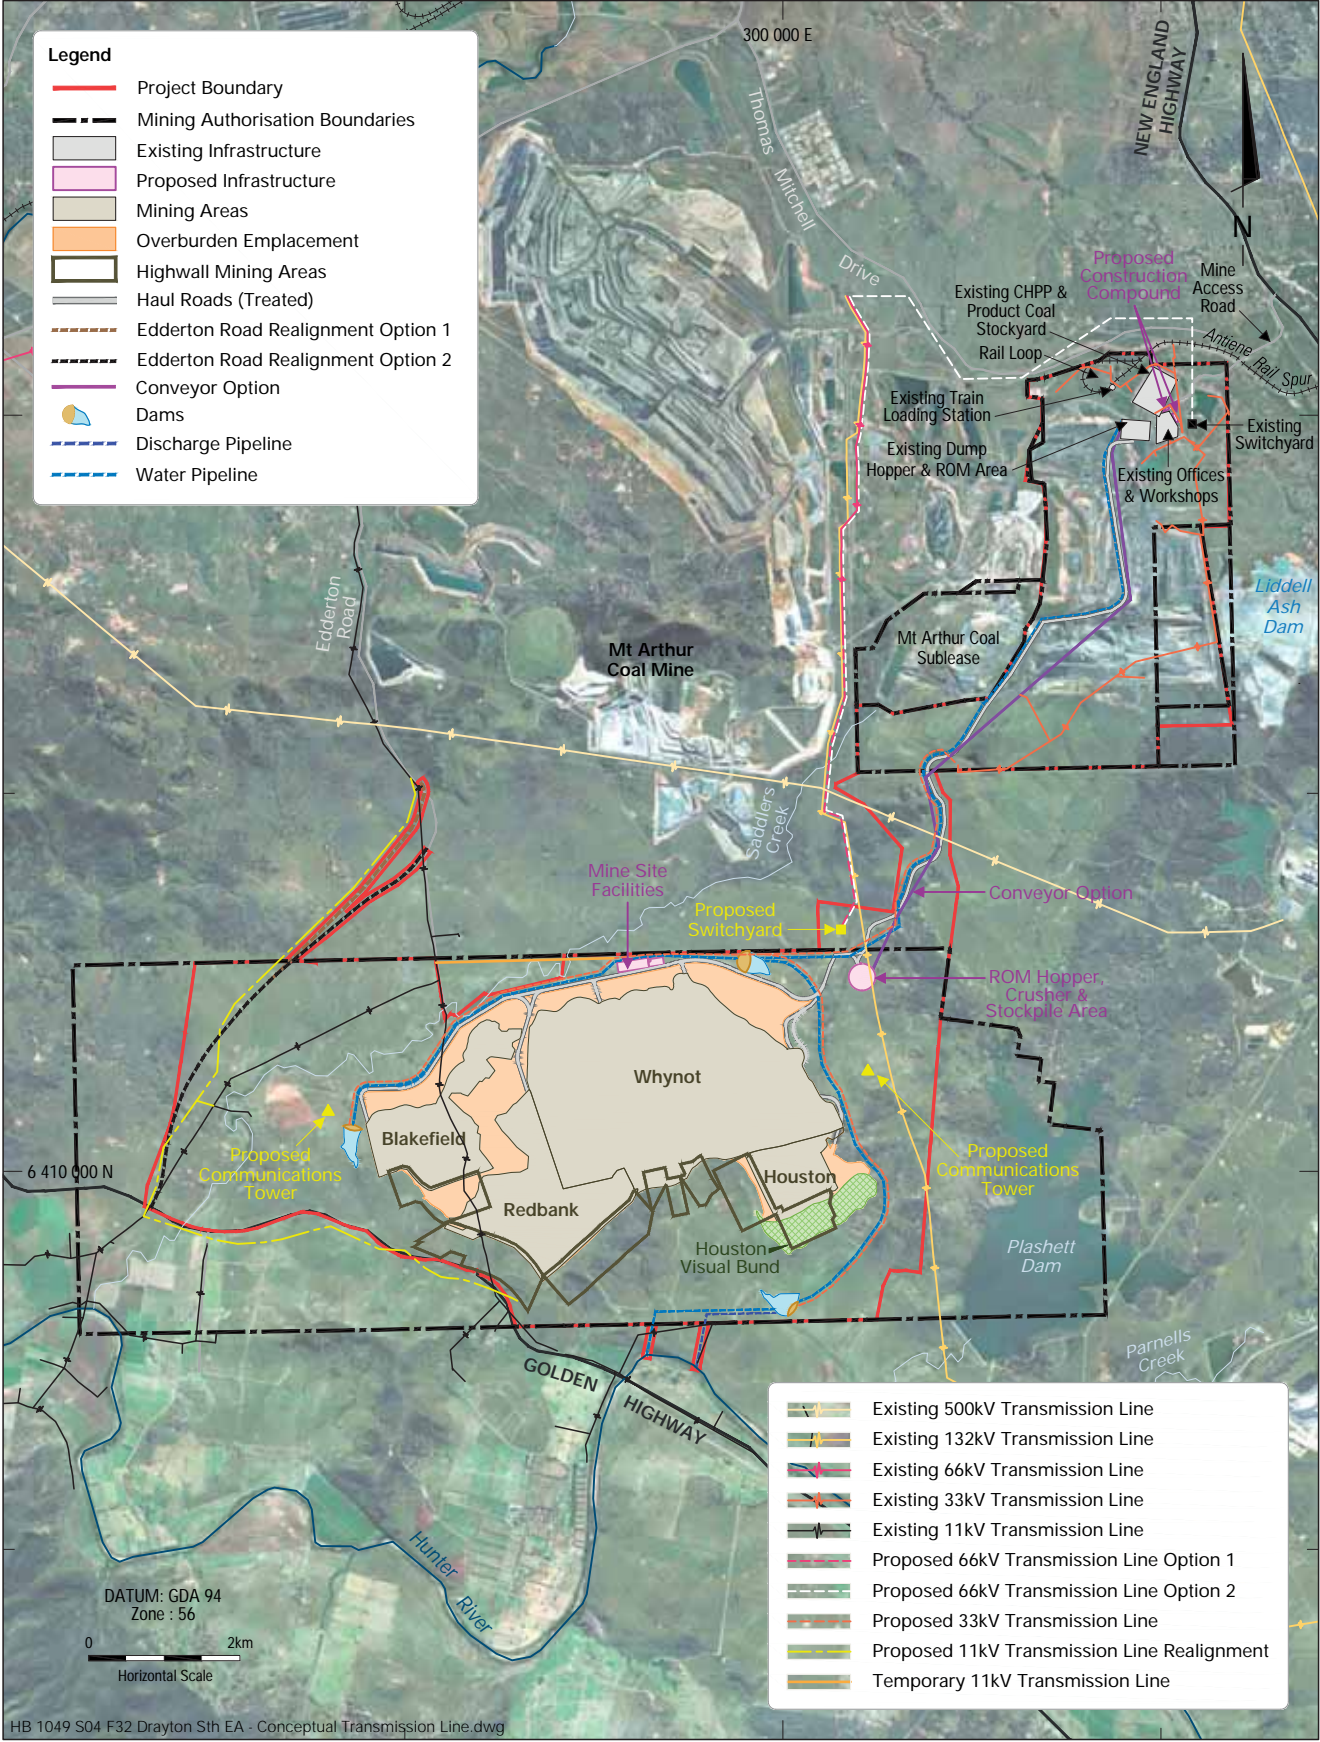 Legend
Project Boundary
Mining Authorisation Boundaries
Existing Infrastructure
Proposed Infrastructure
Mining Areas
Overburden Emplacement
Highwall Mining Areas
Haul Roads (Treated)
Edderton Road Realignment Option 1
Edderton Road Realignment Option 2
Conveyor Option
Dams
Discharge Pipeline
Water Pipeline
300 000 E
NEW ENGLAND
HIGHWAY
N
Thomas
Mitchell
Drive
Proposed
Construction
Compound
Mine
Access
Road
Existing CHPP &
Product Coal
Stockyard
Rail Loop
Antiene Rail Spur
Existing Train
Loading Station
Existing Dump
Hopper & ROM Area
Existing
Switchyard
Existing Offices
& Workshops
Liddell
Ash
Dam
Edderton
Road
Mt Arthur
Coal Mine
Mt Arthur Coal
Sublease
Saddlers
Creek
Mine Site
Facilities
Proposed
Switchyard
Conveyor Option
ROM Hopper,
Crusher &
Stockpile Area
Whynot
Blakefield
Redbank
Houston
Houston
Visual Bund
Proposed
Communications
Tower
Proposed
Communications
Tower
6 410 000 N
Plashett
Dam
Parnells
Creek
GOLDEN
HIGHWAY
Hunter
River
DATUM: GDA 94
Zone : 56
0 2km
Horizontal Scale
Existing 500kV Transmission Line
Existing 132kV Transmission Line
Existing 66kV Transmission Line
Existing 33kV Transmission Line
Existing 11kV Transmission Line
Proposed 66kV Transmission Line Option 1
Proposed 66kV Transmission Line Option 2
Proposed 33kV Transmission Line
Proposed 11kV Transmission Line Realignment
Temporary 11kV Transmission Line
HB 1049 S04 F32 Drayton Sth EA - Conceptual Transmission Line.dwg